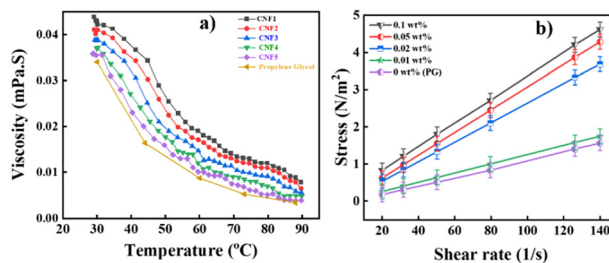 a)
Viscosity (mPa.S)
0.04
0.03
0.02
0.01
0.00
CNF1
CNF2
CNF3
CNF4
CNF5
Propylene Glycol
20 30 40 50 60 70 80 90
Temperature (ºC)
b)
Stress (N/m²)
5
4
3
2
1
0
0.1 wt%
0.05 wt%
0.02 wt%
0.01 wt%
0 wt% (PG)
20 40 60 80 100 120 140
Shear rate (1/s)